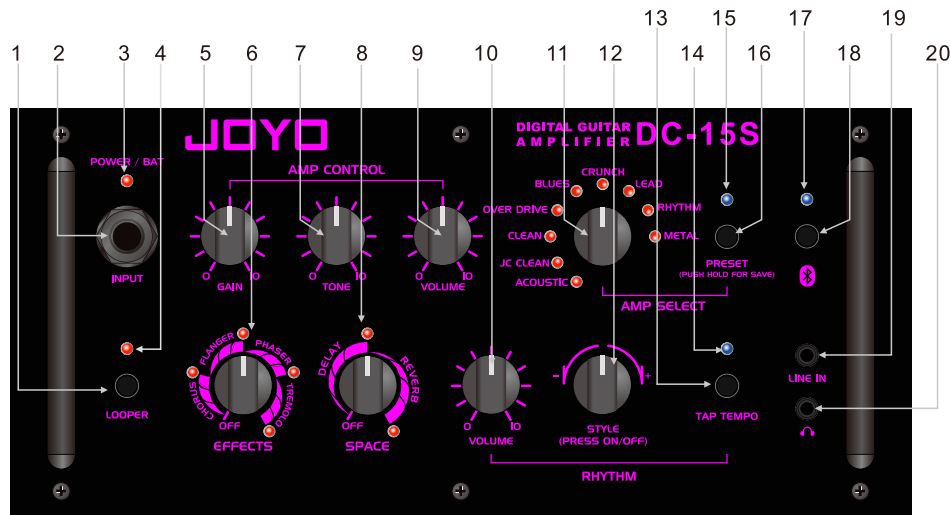 13
15
17
19
1
2
3
4
5
6
7
8
9
10
11
12
14
16
18
20
JOYO
DIGITAL GUITAR
AMPLIFIER
DC-15S
POWER / BAT
AMP CONTROL
CRUNCH
BLUES
LEAD
OVER DRIVE
RHYTHM
CLEAN
METAL
JC CLEAN
ACOUSTIC
INPUT
0
10
GAIN
0
10
TONE
0
10
VOLUME
PRESET
(PUSH HOLD FOR SAVE)
AMP SELECT
LOOPER
CHORUS
FLANGER
PHASER
TREMOLO
OFF
EFFECTS
DELAY
REVERB
OFF
SPACE
0
10
VOLUME
-
+
STYLE
(PRESS ON/OFF)
TAP TEMPO
LINE IN
RHYTHM